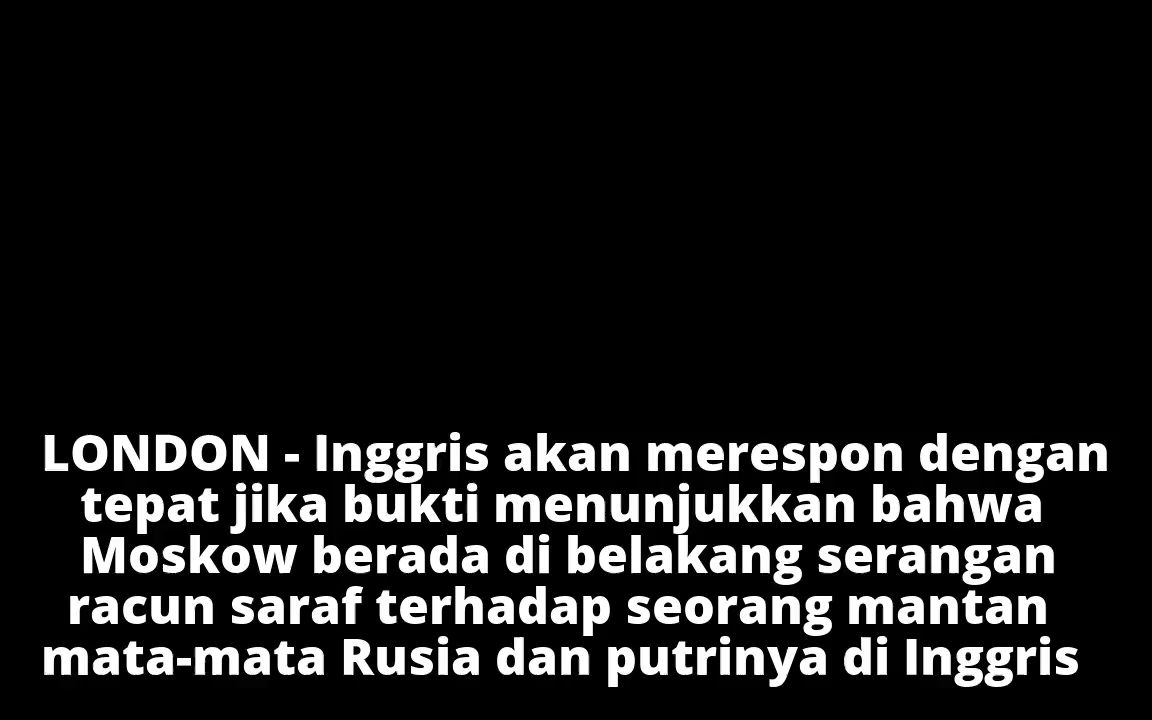 LONDON - Inggris akan merespon dengan
tepat jika bukti menunjukkan bahwa
Moskow berada di belakang serangan
racun saraf terhadap seorang mantan
mata-mata Rusia dan putrinya di Inggris